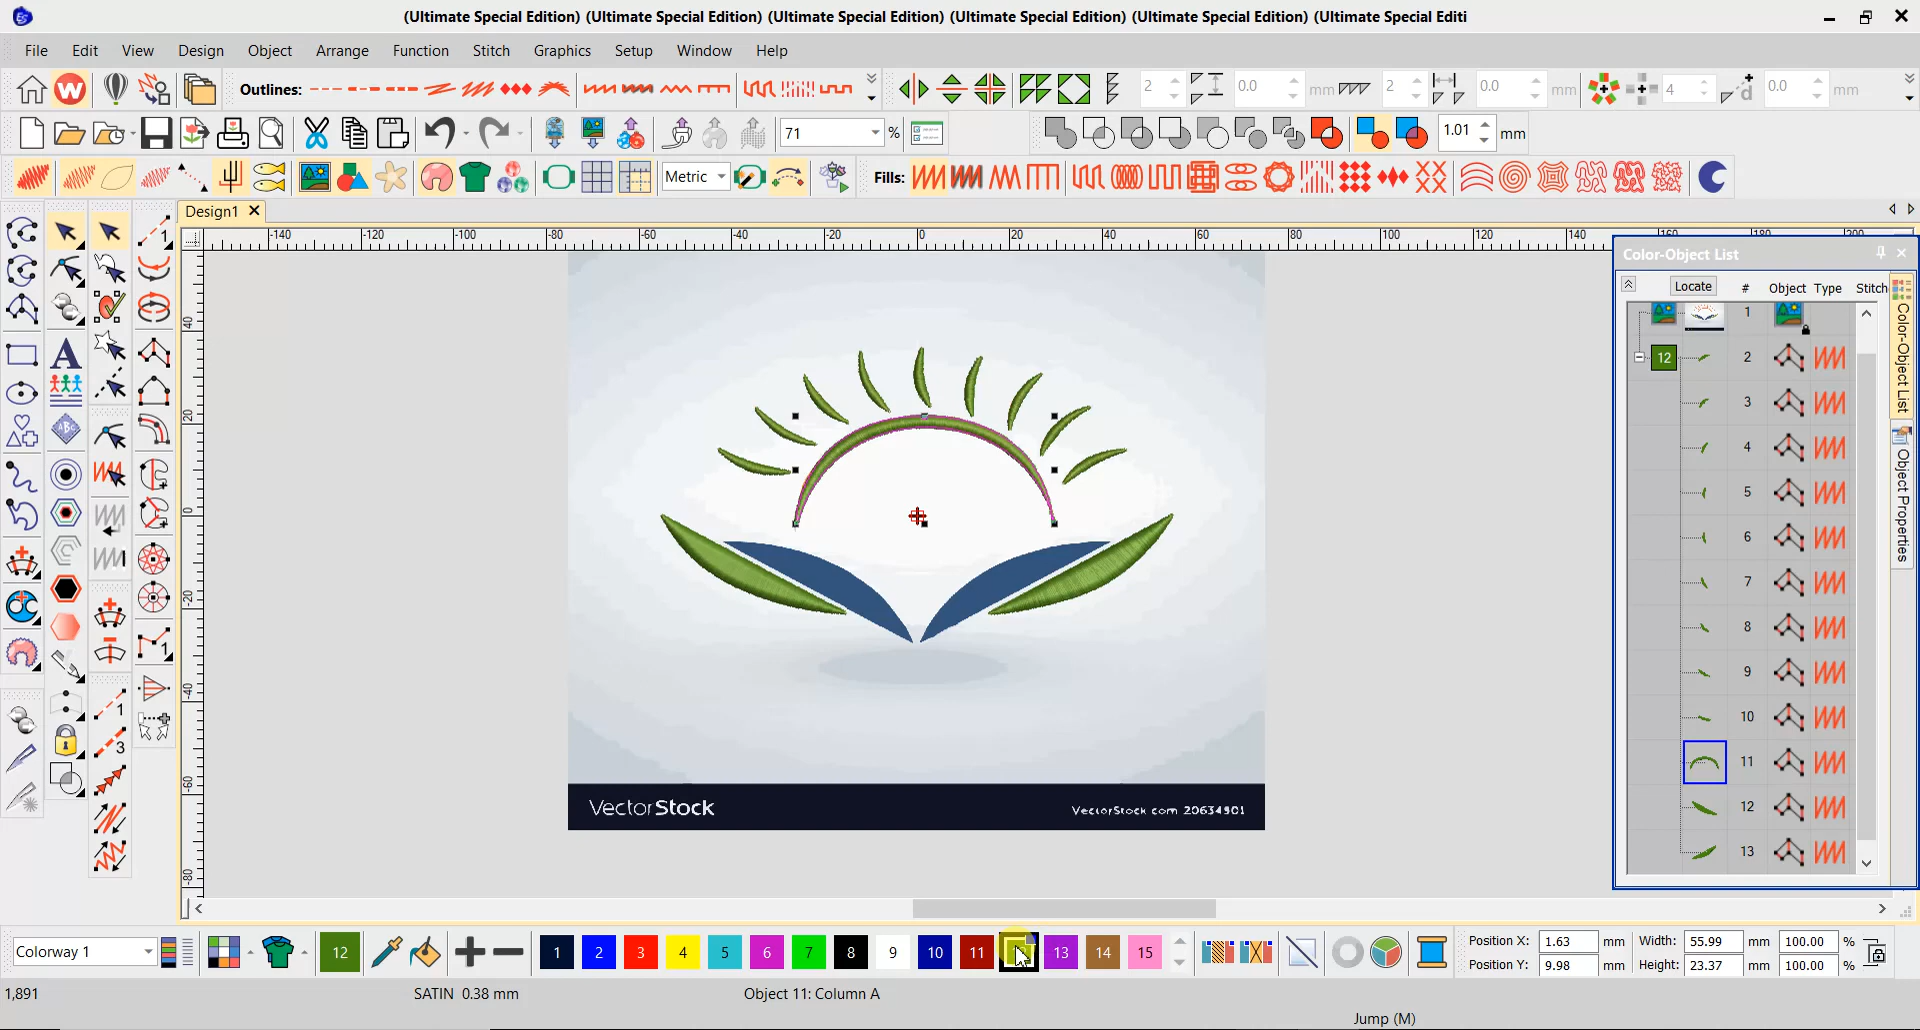 (Ultimate Special Edition) (Ultimate Special Edition) (Ultimate Special Edition) (Ultimate Special Edition) (Ultimate Special Edition) (Ultimate Special Editi
File Edit View Design Object Arrange Function Stitch Graphics Setup Window Help
Outlines: 2 0.0 mm 2 0.0 mm 4 0.0 mm
71 % 1.01 mm
Metric Fills:
Design1
-140 -120 -100 -80 -60 -40 -20 0 20 40 60 80 100 120 140 160 180 200
40 20 0 -20 -40 -60 -80
Color-Object List
Locate # Object Type Stitch
1
12 2
3
4
5
6
7
8
9
10
11
12
13
Color-Object List
Object Properties
A
ABC
1
3
1
1
VectorStock
VectorStock.com 20634901
Colorway 1 12 1 2 3 4 5 6 7 8 9 10 11 13 14 15
Position X: 1.63 mm Width: 55.99 mm 100.00 %
Position Y: 9.98 mm Height: 23.37 mm 100.00 %
1,891 SATIN 0.38 mm Object 11: Column A
Jump (M)